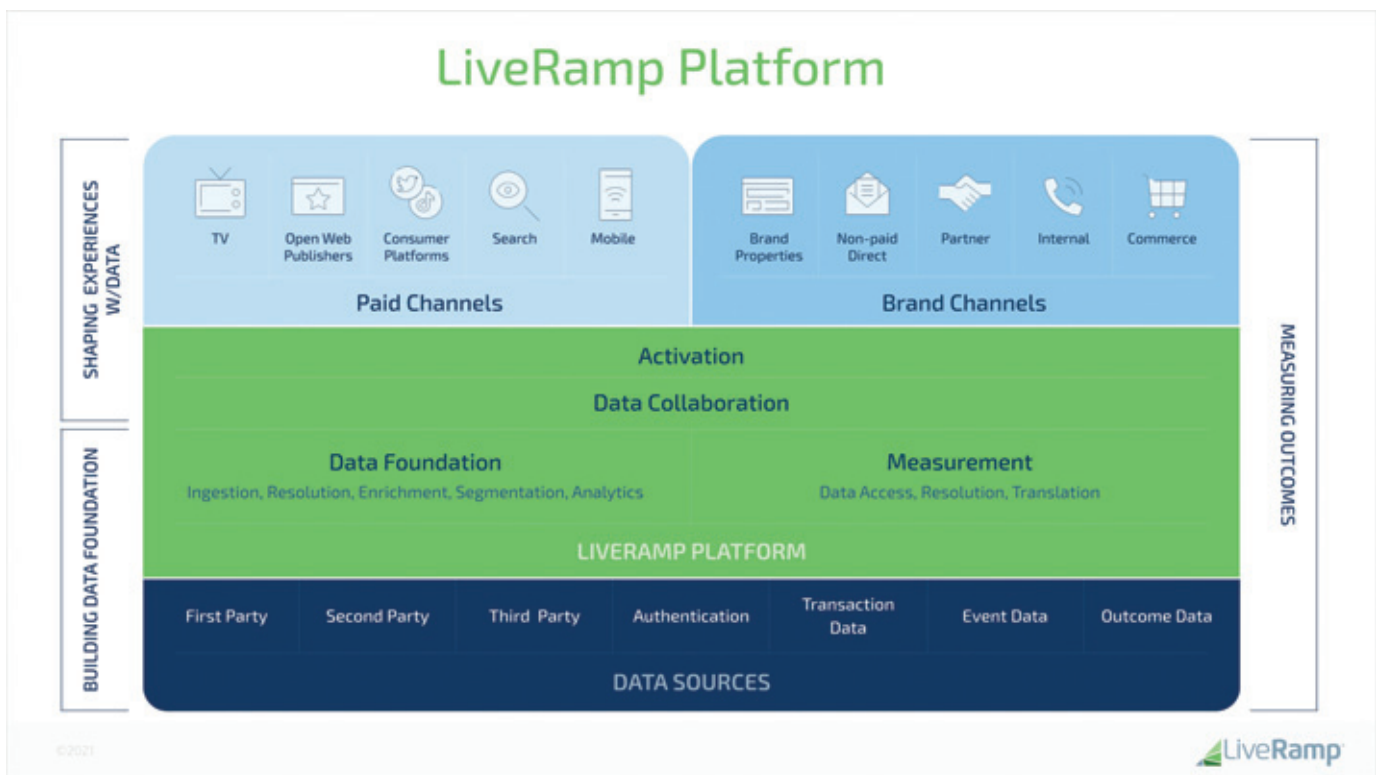 LiveRamp Platform
SHAPING EXPERIENCES
W/DATA
TV
Open Web
Publishers
Consumer
Platforms
Search
Mobile
Paid Channels
Brand
Properties
Non-paid
Direct
Partner
Internal
Commerce
Brand Channels
Activation
Data Collaboration
Data Foundation
Ingestion, Resolution, Enrichment, Segmentation, Analytics
Measurement
Data Access, Resolution, Translation
LIVERAMP PLATFORM
BUILDING DATA FOUNDATION
First Party
Second Party
Third Party
Authentication
Transaction
Data
Event Data
Outcome Data
DATA SOURCES
MEASURING OUTCOMES
©2021
LiveRamp